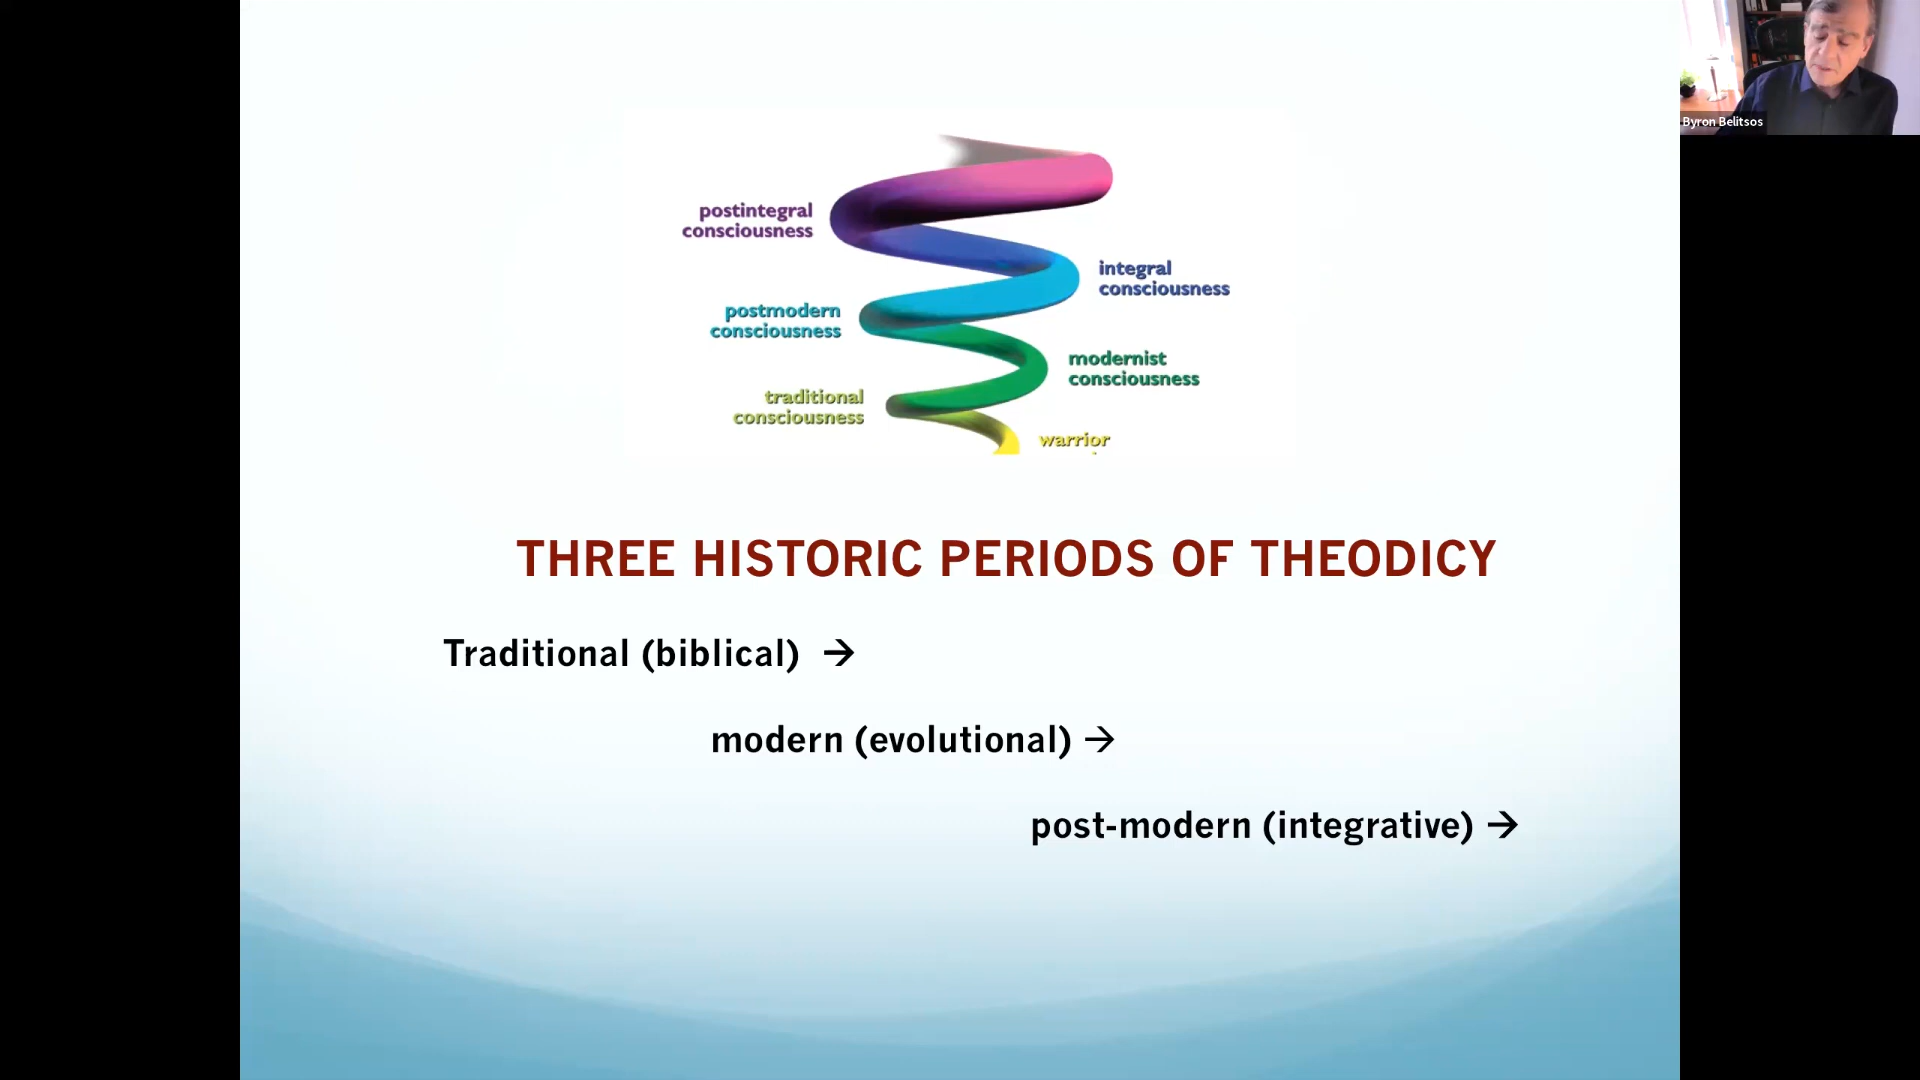 Byron Belitsos
postintegral
consciousness
integral
consciousness
postmodern
consciousness
modernist
consciousness
traditional
consciousness
warrior
THREE HISTORIC PERIODS OF THEODICY
Traditional (biblical) →
modern (evolutional) →
post-modern (integrative) →